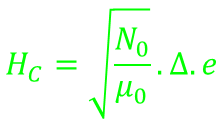 H_C = √(N_0/μ_0) . Δ. e